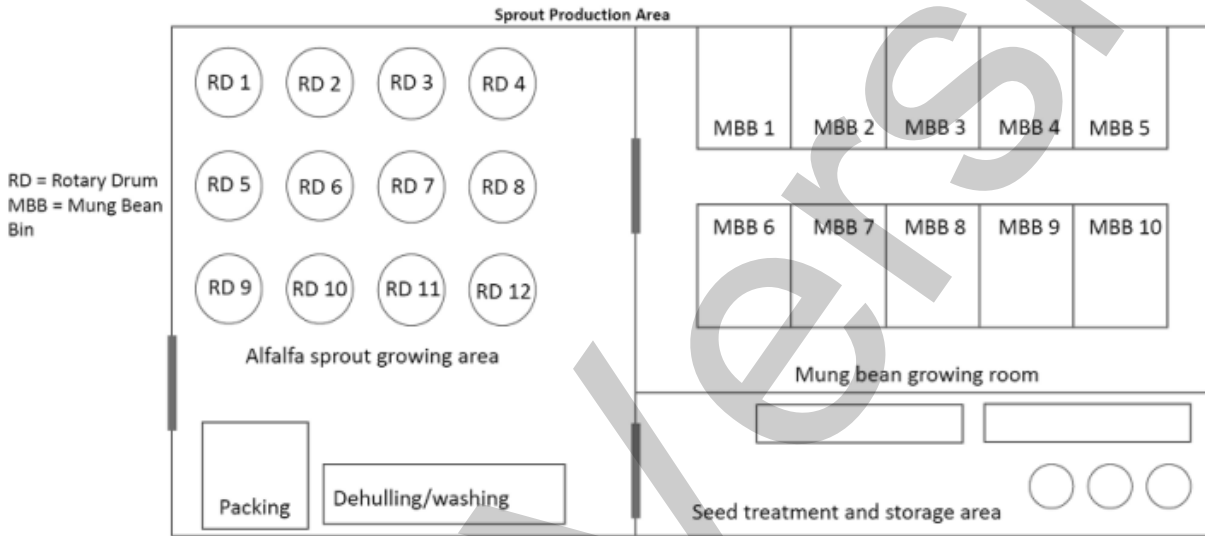 Sprout Production Area
RD 1 RD 2 RD 3 RD 4
MBB 1 MBB 2 MBB 3 MBB 4 MBB 5
RD = Rotary Drum
MBB = Mung Bean
Bin
RD 5 RD 6 RD 7 RD 8
MBB 6 MBB 7 MBB 8 MBB 9 MBB 10
RD 9 RD 10 RD 11 RD 12
Alfalfa sprout growing area
Mung bean growing room
Packing
Dehulling/washing
Seed treatment and storage area